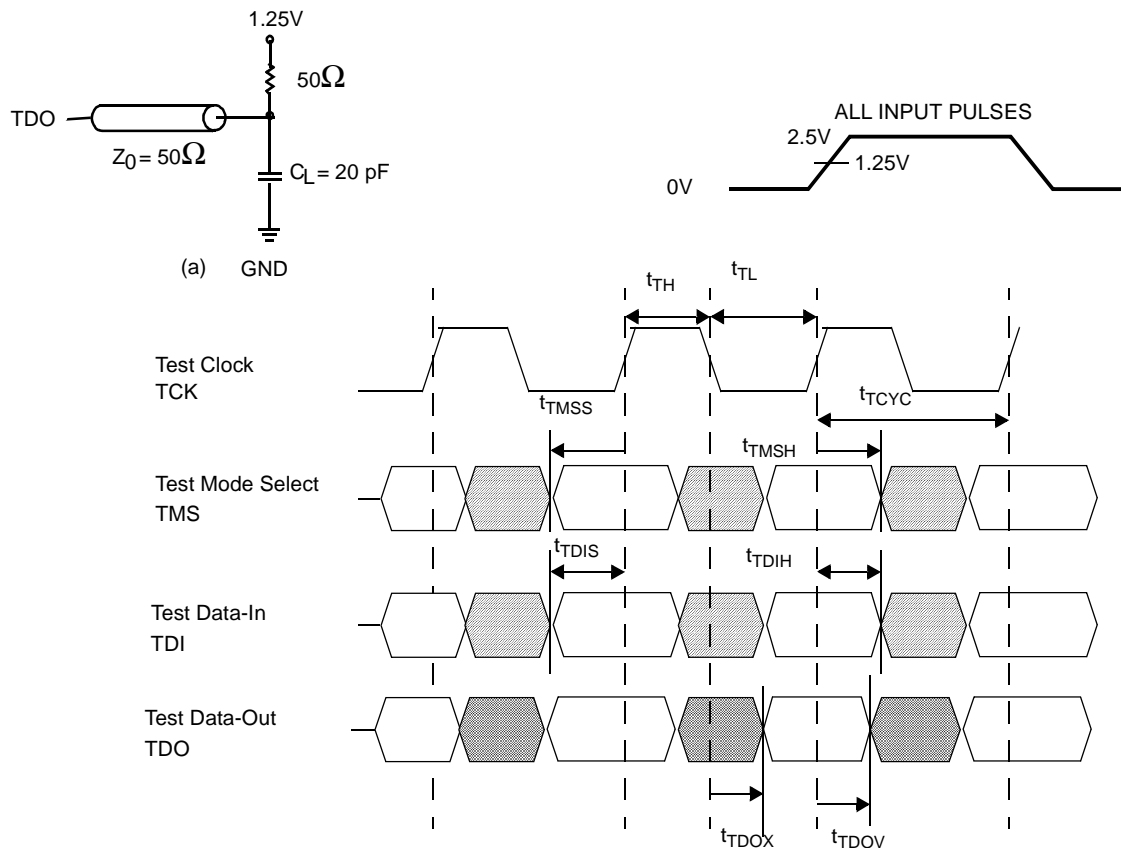 1.25V
50Ω
TDO
Z0 = 50Ω
CL = 20 pF
(a) GND
ALL INPUT PULSES
2.5V
1.25V
0V
tTH
tTL
Test Clock
TCK
tTMSS
tTCYC
tTMSH
Test Mode Select
TMS
tTDIS
tTDIH
Test Data-In
TDI
Test Data-Out
TDO
tTDOX
tTDOV